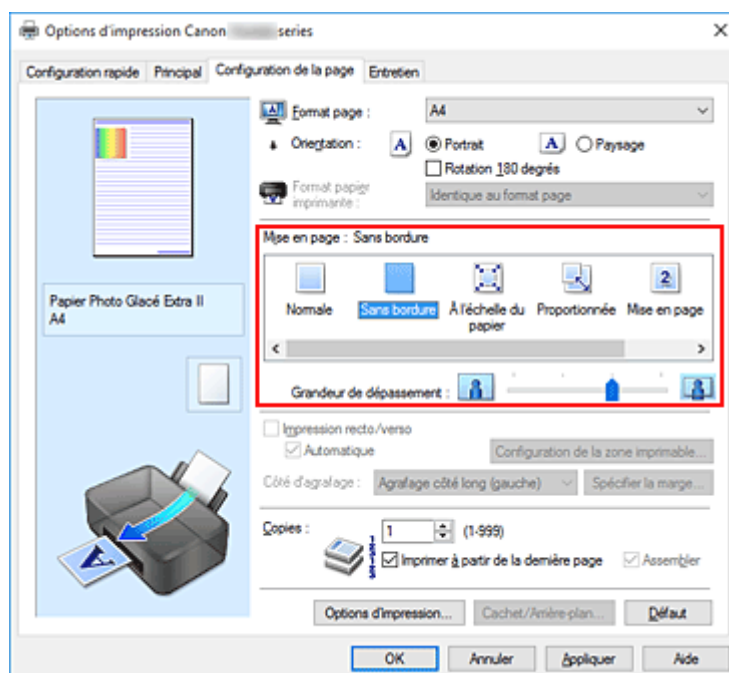 Options d'impression Canon series
Configuration rapide Principal Configuration de la page Entretien
Format page : A4
Orientation : A Portrait A Paysage
Rotation 180 degrés
Format papier imprimante : Identique au format page
Mise en page : Sans bordure
Normale Sans bordure À l'échelle du papier Proportionnée 2 Mise en page
Papier Photo Glacé Extra II
A4
Grandeur de dépassement :
Impression recto/verso
Automatique Configuration de la zone imprimable...
Côté d'agrafage : Agrafage côté long (gauche) Spécifier la marge...
Copies : 1 (1-999)
Imprimer à partir de la dernière page Assembler
A
Options d'impression... Cachet/Arrière-plan... Défaut
OK Annuler Appliquer Aide